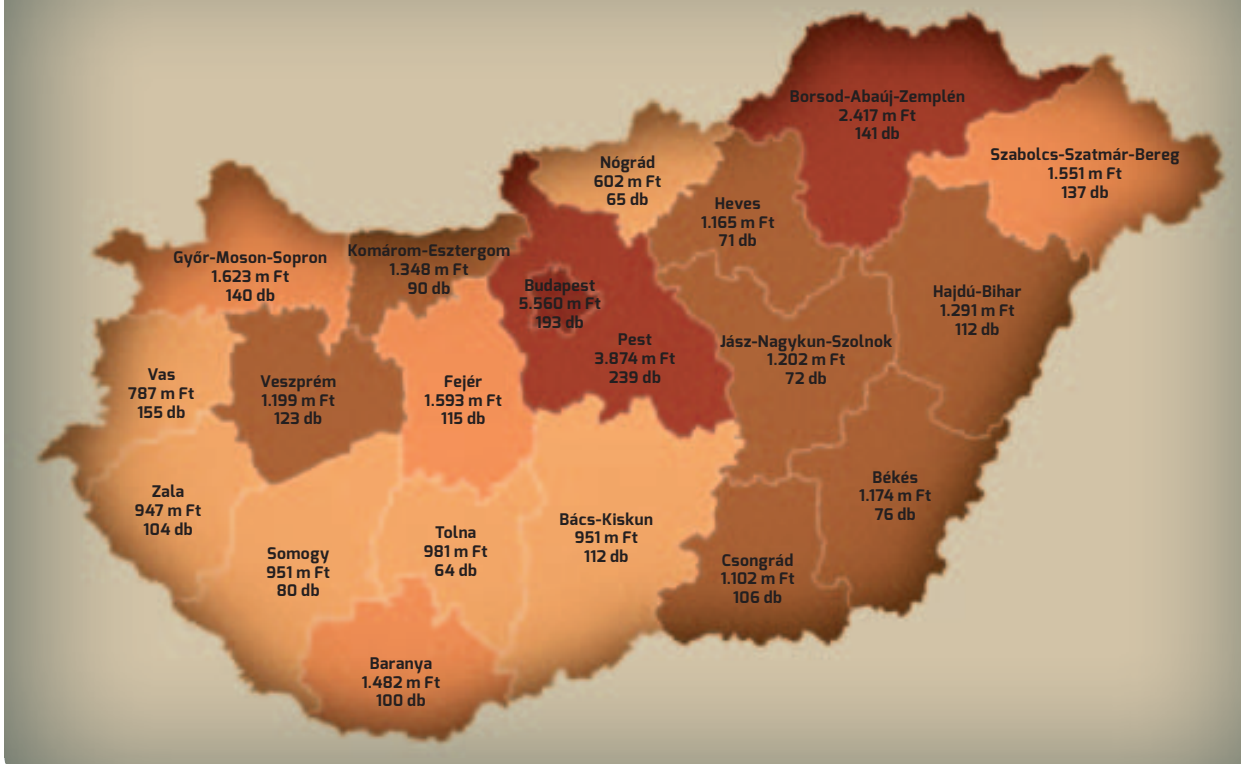 Borsod-Abaúj-Zemplén
2.417 m Ft
141 db
Szabolcs-Szatmár-Bereg
1.551 m Ft
137 db
Nógrád
602 m Ft
65 db
Heves
1.165 m Ft
71 db
Győr-Moson-Sopron
1.623 m Ft
140 db
Komárom-Esztergom
1.348 m Ft
90 db
Budapest
5.560 m Ft
193 db
Hajdú-Bihar
1.291 m Ft
112 db
Pest
3.874 m Ft
239 db
Jász-Nagykun-Szolnok
1.202 m Ft
72 db
Vas
787 m Ft
155 db
Veszprém
1.199 m Ft
123 db
Fejér
1.593 m Ft
115 db
Békés
1.174 m Ft
76 db
Zala
947 m Ft
104 db
Somogy
951 m Ft
80 db
Tolna
981 m Ft
64 db
Bács-Kiskun
951 m Ft
112 db
Csongrád
1.102 m Ft
106 db
Baranya
1.482 m Ft
100 db